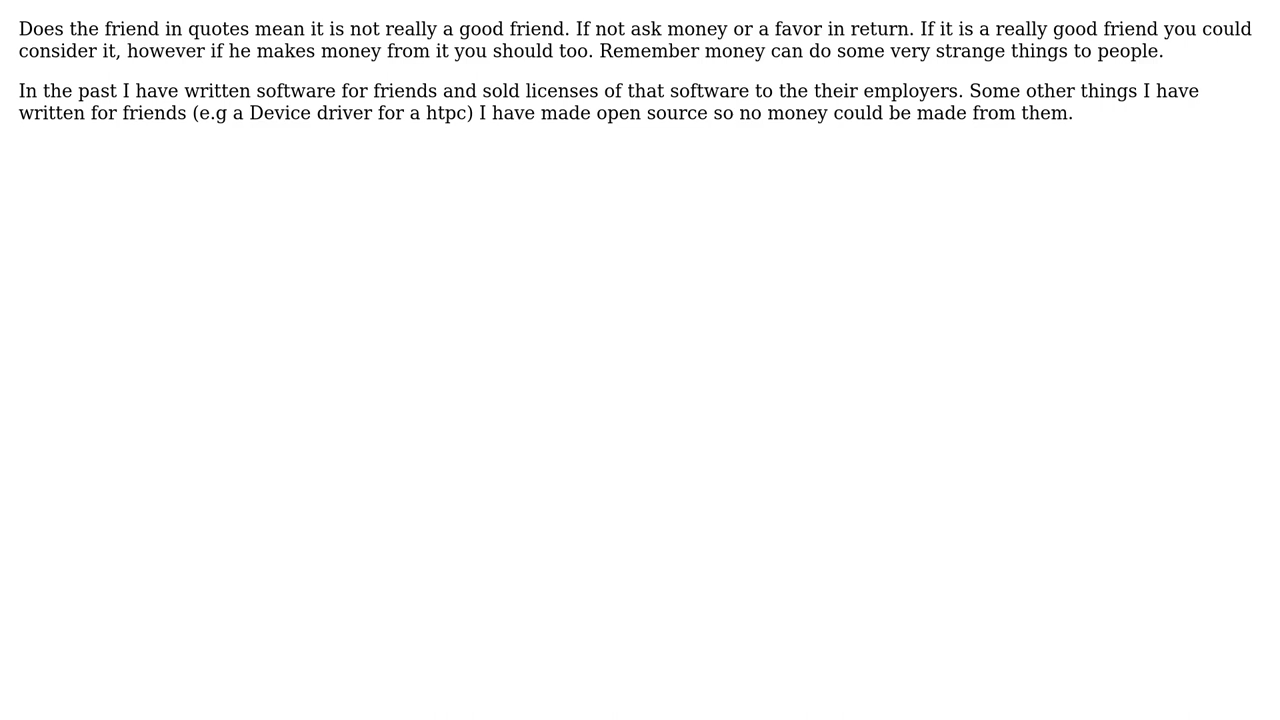 Does the friend in quotes mean it is not really a good friend. If not ask money or a favor in return. If it is a really good friend you could
consider it, however if he makes money from it you should too. Remember money can do some very strange things to people.
In the past I have written software for friends and sold licenses of that software to the their employers. Some other things I have
written for friends (e.g a Device driver for a htpc) I have made open source so no money could be made from them.